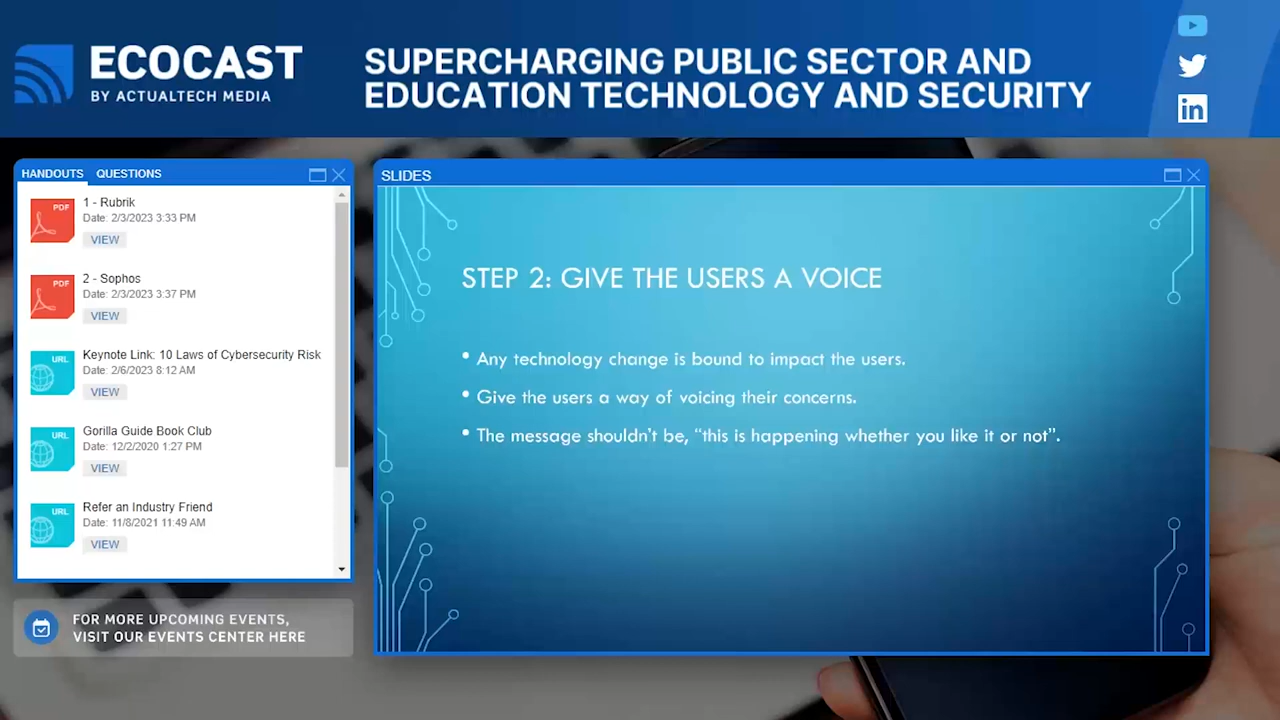 ECOCAST
BY ACTUALTECH MEDIA
SUPERCHARGING PUBLIC SECTOR AND
EDUCATION TECHNOLOGY AND SECURITY
in
HANDOUTS QUESTIONS
PDF
1 - Rubrik
Date: 2/3/2023 3:33 PM
VIEW
PDF
2 - Sophos
Date: 2/3/2023 3:37 PM
VIEW
URL
Keynote Link: 10 Laws of Cybersecurity Risk
Date: 2/6/2023 8:12 AM
VIEW
URL
Gorilla Guide Book Club
Date: 12/2/2020 1:27 PM
VIEW
URL
Refer an Industry Friend
Date: 11/8/2021 11:49 AM
VIEW
FOR MORE UPCOMING EVENTS,
VISIT OUR EVENTS CENTER HERE
SLIDES
STEP 2: GIVE THE USERS A VOICE
• Any technology change is bound to impact the users.
• Give the users a way of voicing their concerns.
• The message shouldn't be, “this is happening whether you like it or not”.